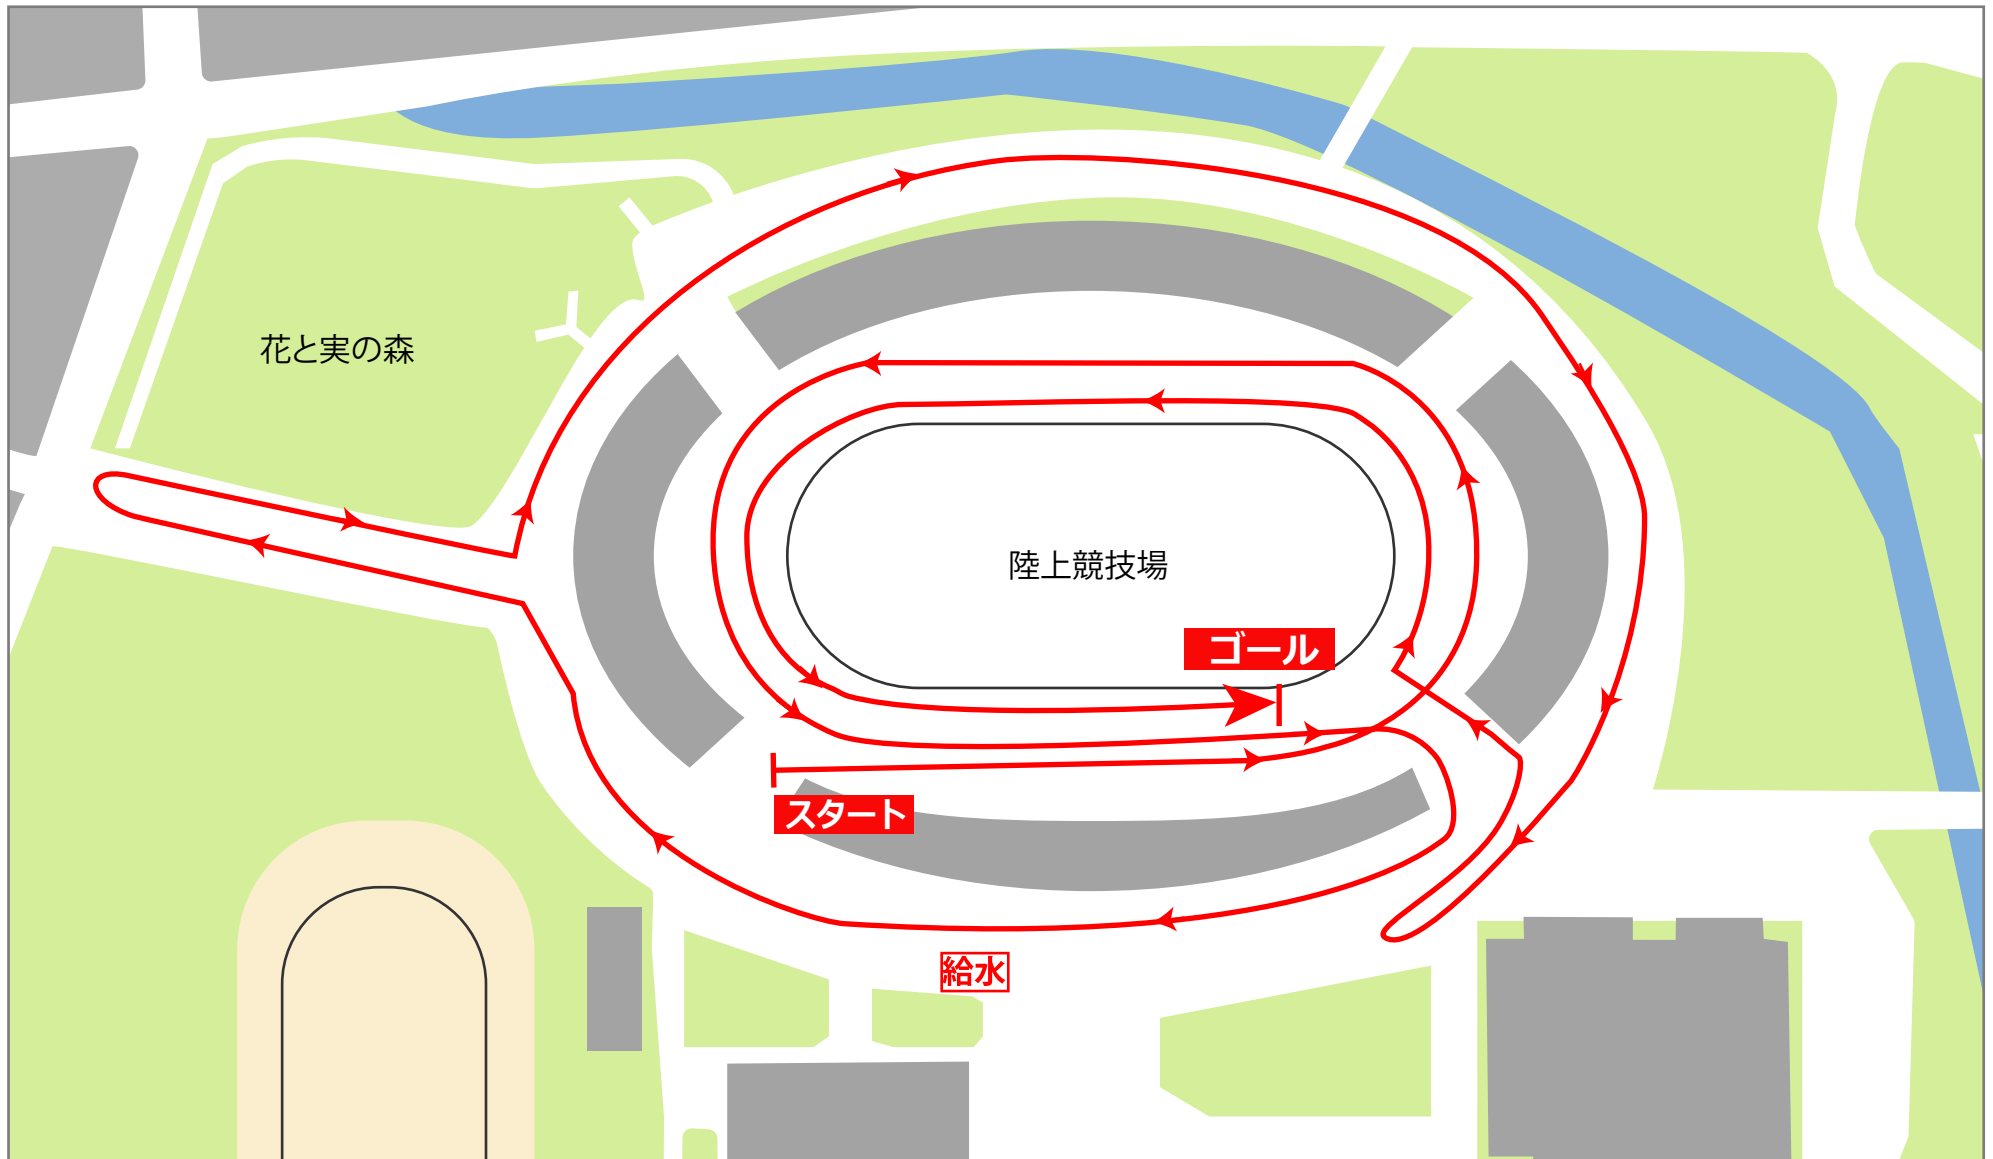 花と実の森
陸上競技場
ゴール
スタート
給水